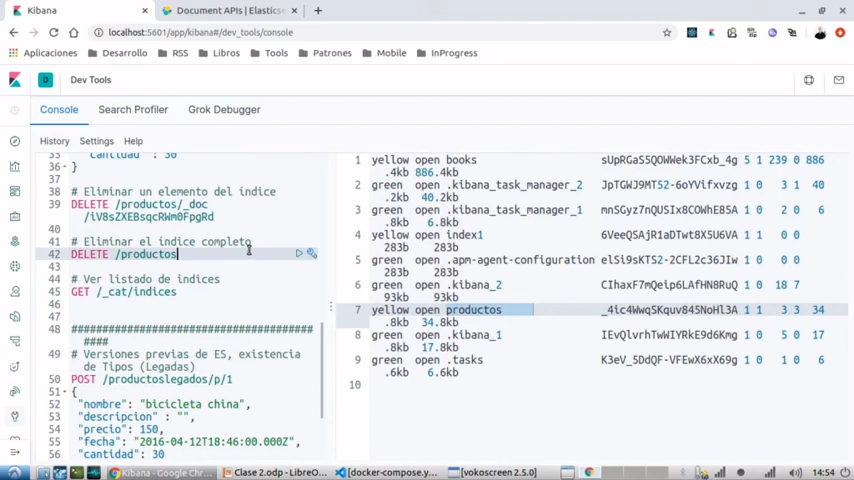 Kibana
Document APIs | Elasticse
localhost:5601/app/kibana#/dev_tools/console
Aplicaciones
Desarrollo
RSS
Libros
Tools
Patrones
Mobile
InProgress
D
Dev Tools
Console
Search Profiler
Grok Debugger
History
Settings
Help
35
"cantidad" : 30
36 }
37
38 # Eliminar un elemento del indice
39 DELETE /productos/_doc
/iV8sZXEBsqcRWm0FpgRd
40
41 # Eliminar el indice completo
42 DELETE /productos
43
44 # Ver listado de indices
45 GET /_cat/indices
46
47
48 #######################################
####
49 # Versiones previas de ES, existencia
de Tipos (Legadas)
50 POST /productoslegados/p/1
51 {
52 "nombre": "bicicleta china",
53 "descripcion" : "",
54 "precio": 150,
55 "fecha": "2016-04-12T18:46:00.000Z",
56 "cantidad": 30
1 yellow open books sUpRGaS5QOWWek3FCxb_4g 5 1 239 0 886
.4kb 886.4kb
2 green open .kibana_task_manager_2 JpTGWJ9MT52-6oYVifxvzg 1 0 3 1 40
.2kb 40.2kb
3 green open .kibana_task_manager_1 mnSGyz7nQUSIx8COWhE85A 1 0 2 0 6
.8kb 6.8kb
4 yellow open index1 6VeeQSAjR1aDTwt8X5U6VA 1 1 0 0
283b 283b
5 green open .apm-agent-configuration elSi9sKTS2-2CFL2c36JIw 1 0 0 0
283b 283b
6 green open .kibana_2 CIhaxF7mQeip6LAfHN8RuQ 1 0 18 7
93kb 93kb
7 yellow open productos _4ic4WwqSKquv845NoHl3A 1 1 3 3 34
.8kb 34.8kb
8 green open .kibana_1 IEvQlvrhTwWIYRkE9d6Kmg 1 0 5 0 17
.8kb 17.8kb
9 green open .tasks K3eV_5DdQF-VFEwX6xX69g 1 0 1 0 6
.6kb 6.6kb
10
Kibana - Google Chr...
Clase 2.odp - LibreO...
[docker-compose.y...
[vokoscreen 2.5.0]
14:54